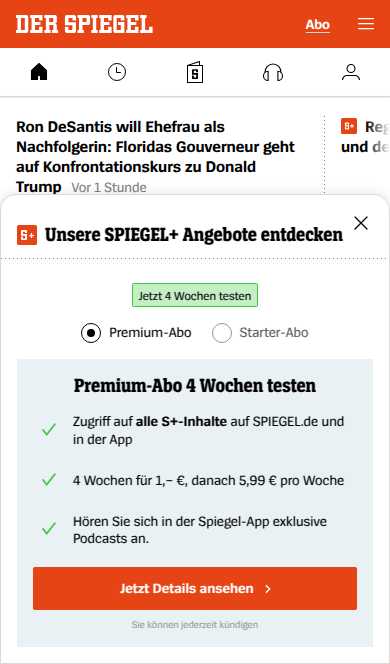 DER SPIEGEL
Abo
Ron DeSantis will Ehefrau als
Nachfolgerin: Floridas Gouverneur geht
auf Konfrontationskurs zu Donald
Trump Vor 1 Stunde
S+
und
S+ Unsere SPIEGEL+ Angebote entdecken
Jetzt 4 Wochen testen
Premium-Abo
Starter-Abo
Premium-Abo 4 Wochen testen
Zugriff auf alle S+-Inhalte auf SPIEGEL.de und
in der App
4 Wochen für 1,– €, danach 5,99 € pro Woche
Hören Sie sich in der Spiegel-App exklusive
Podcasts an.
Jetzt Details ansehen
Sie können jederzeit kündigen